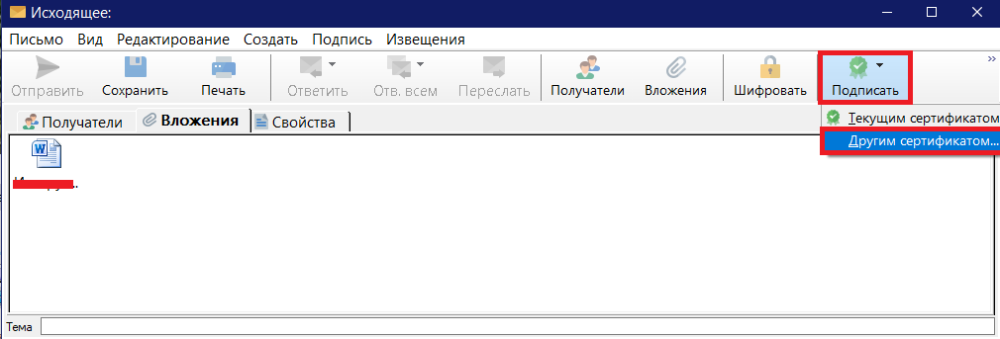 Исходящее:
Письмо Вид Редактирование Создать Подпись Извещения
Отправить Сохранить Печать Ответить Отв. всем Переслать Получатели Вложения Шифровать Подписать
Текущим сертификатом
Другим сертификатом...
Получатели Вложения Свойства
Тема